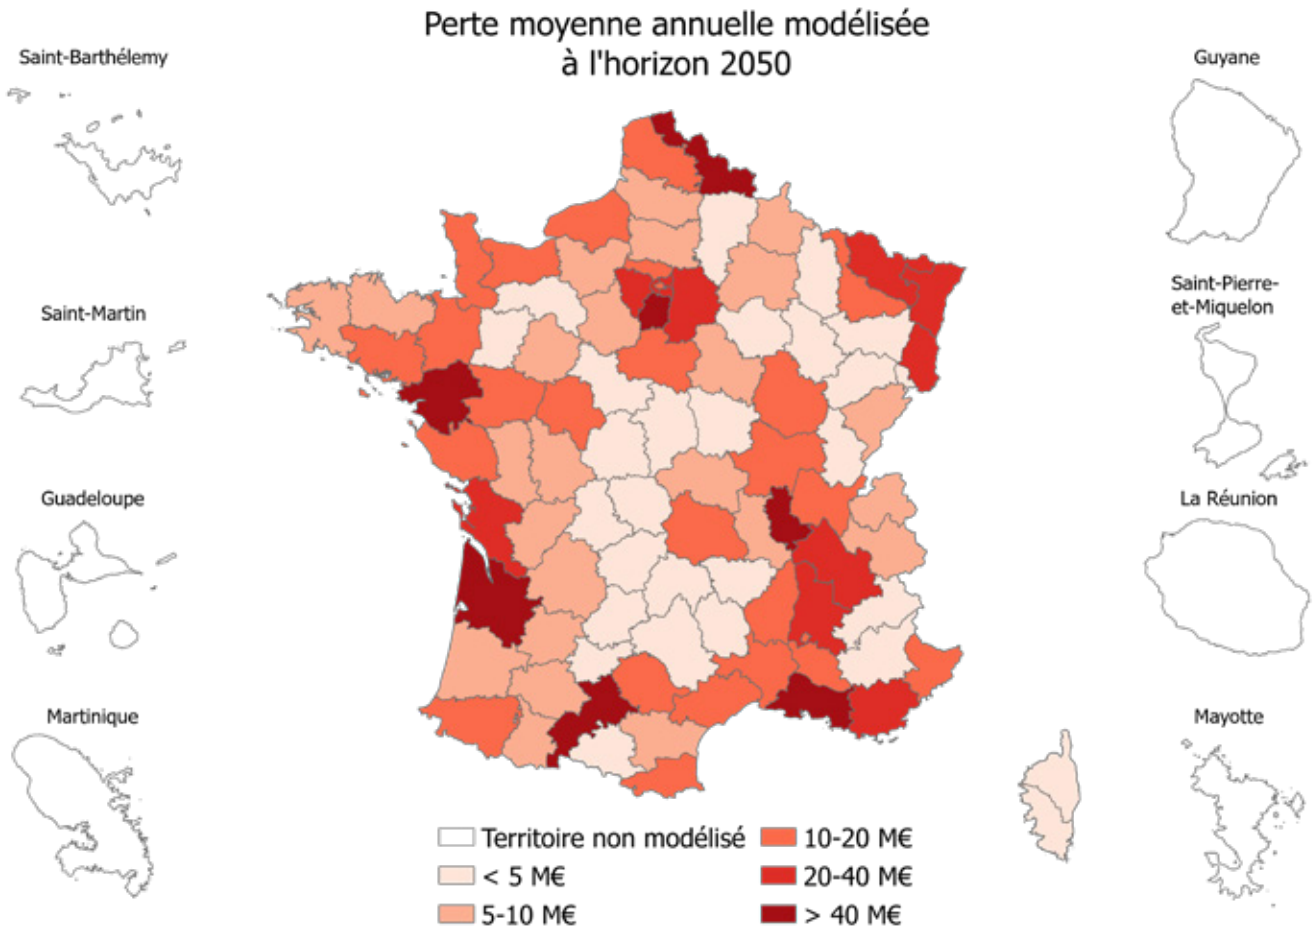 Perte moyenne annuelle modélisée
à l'horizon 2050
Saint-Barthélemy
Saint-Martin
Guadeloupe
Martinique
Guyane
Saint-Pierre-
et-Miquelon
La Réunion
Mayotte
Territoire non modélisé
< 5 M€
5-10 M€
10-20 M€
20-40 M€
> 40 M€